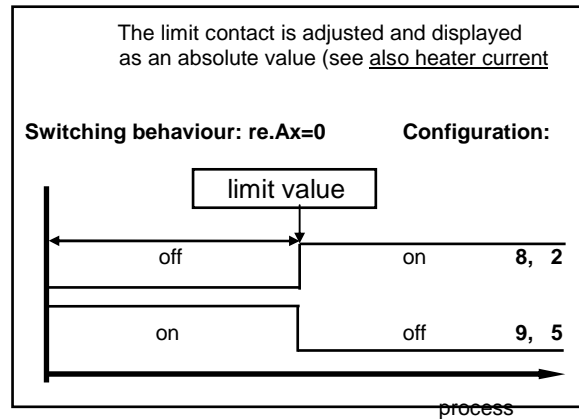 The limit contact is adjusted and displayed
as an absolute value (see also heater current
Switching behaviour: re.Ax=0 Configuration:
limit value
off on 8, 2
on off 9, 5
process